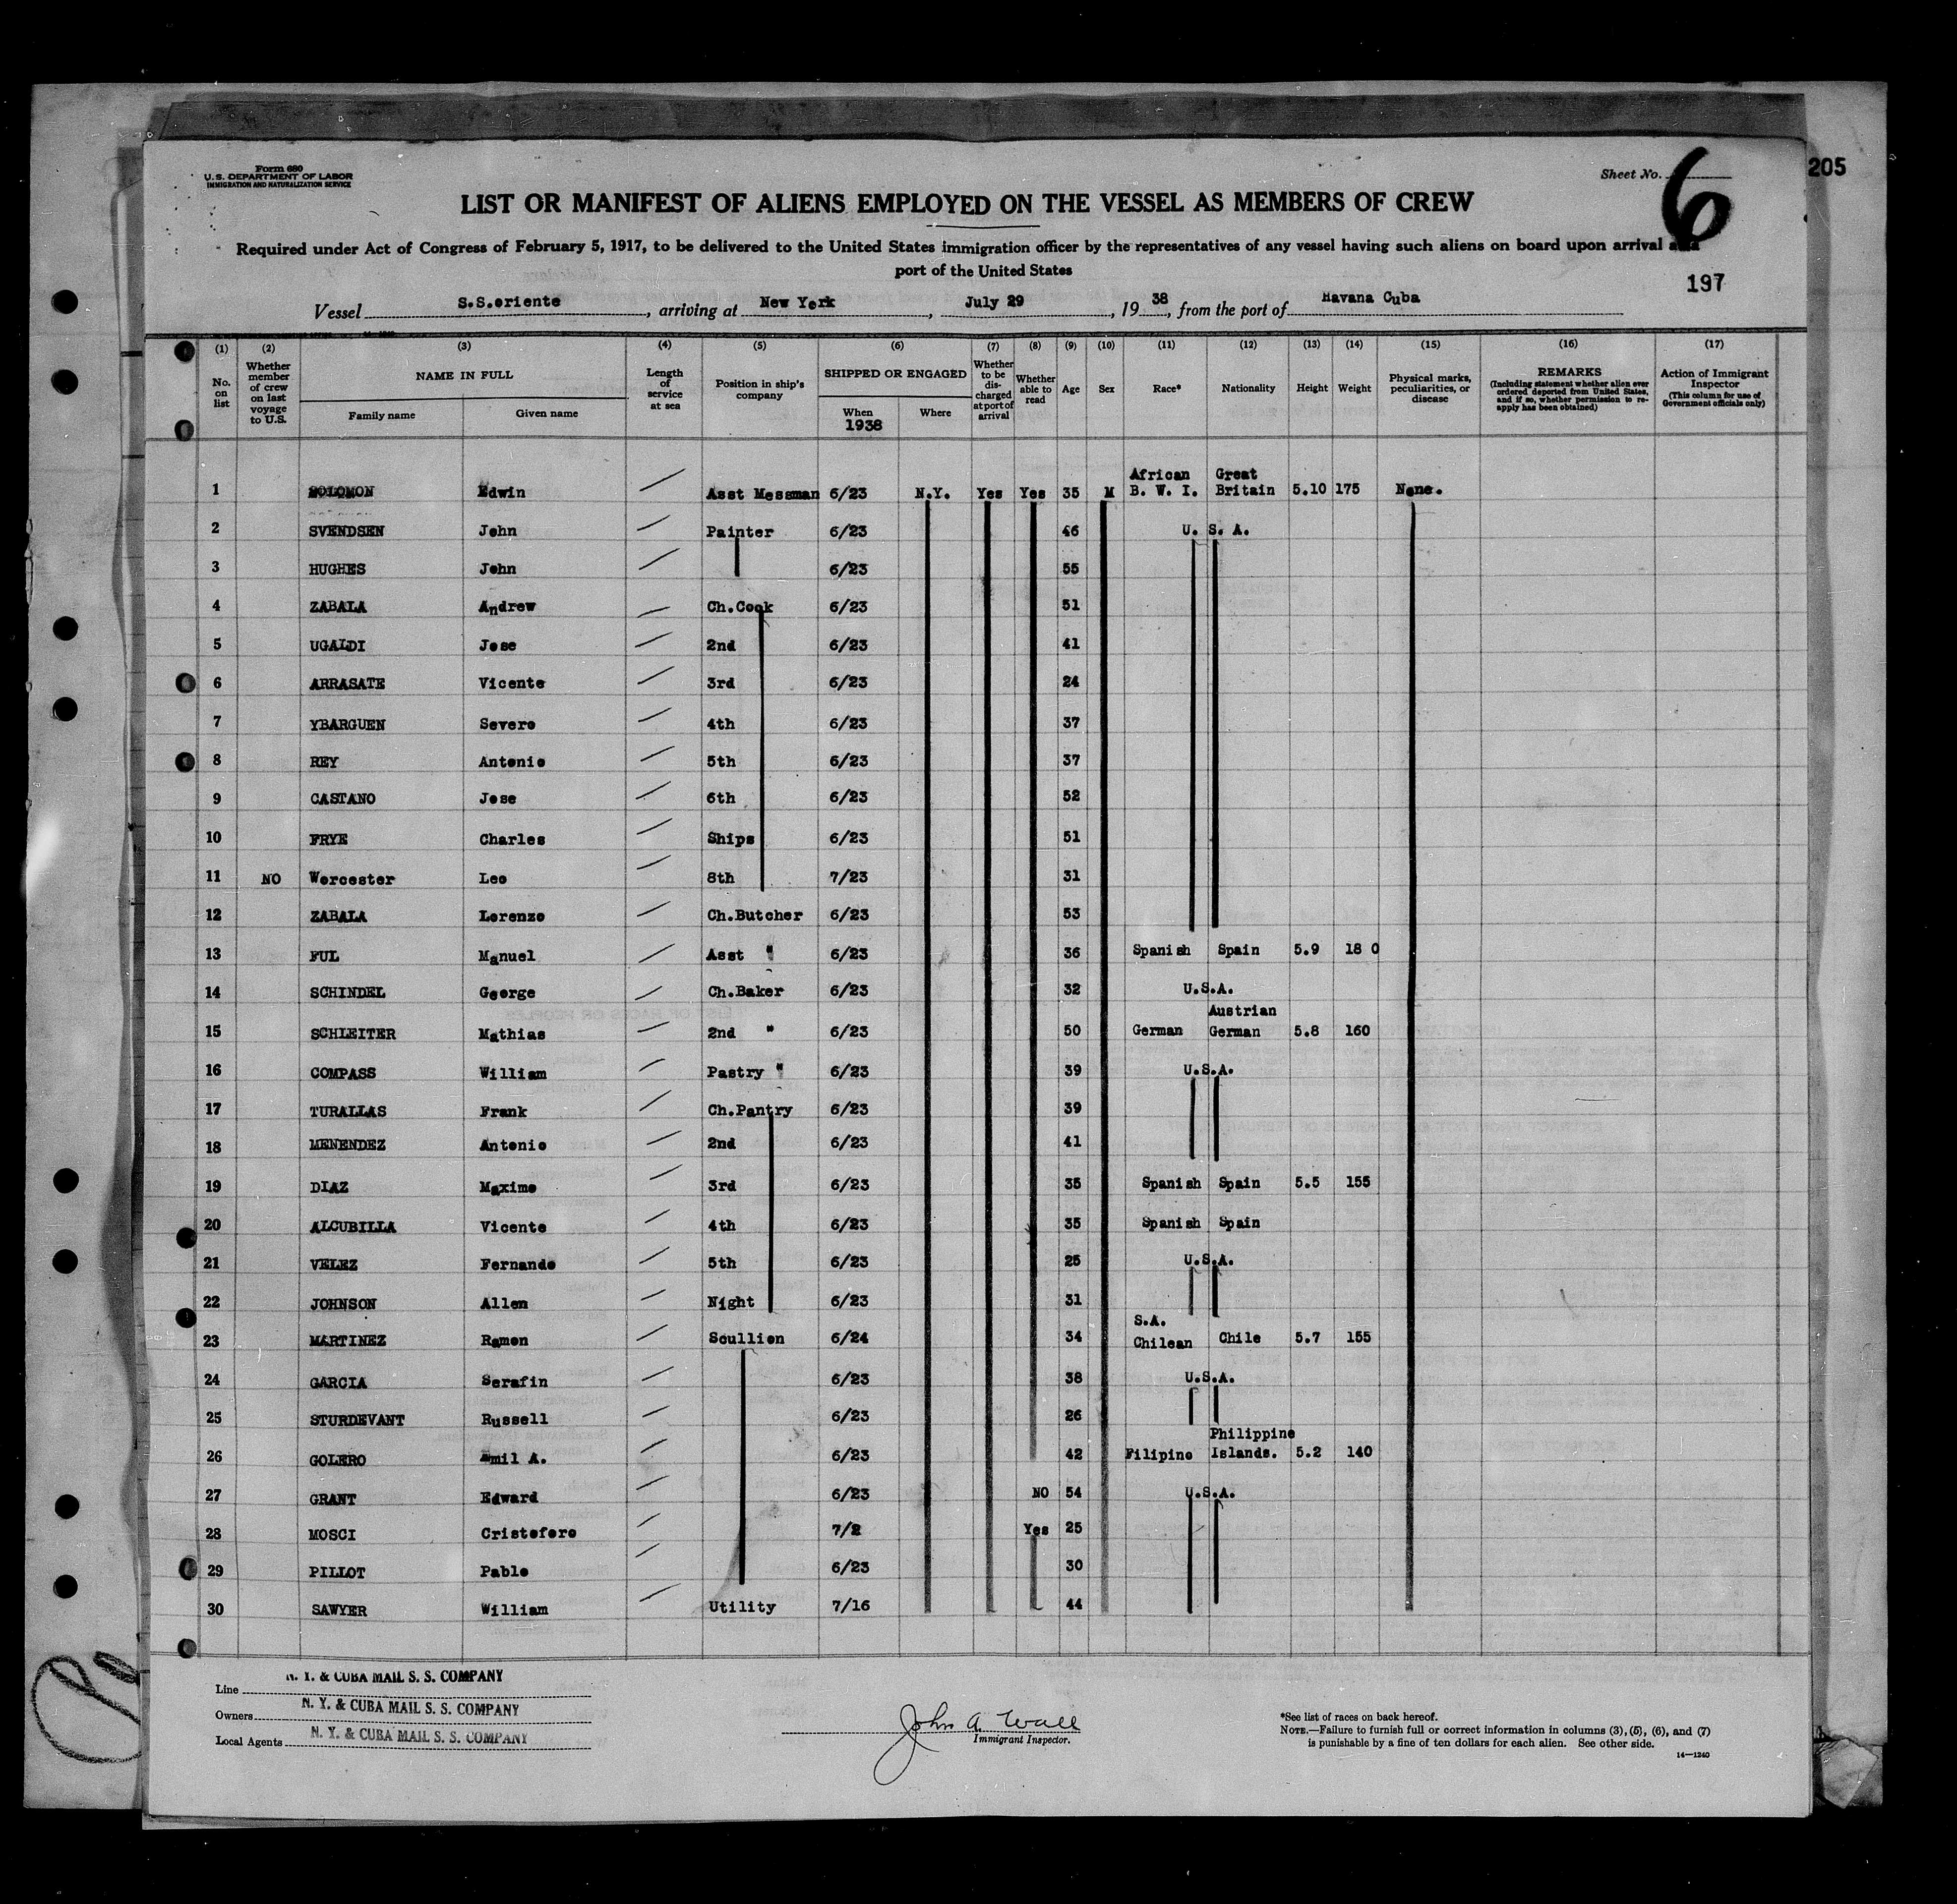 Form 680
U. S. DEPARTMENT OF LABOR
IMMIGRATION AND NATURALIZATION SERVICE
Sheet No. 6
205
LIST OR MANIFEST OF ALIENS EMPLOYED ON THE VESSEL AS MEMBERS OF CREW
Required under Act of Congress of February 5, 1917, to be delivered to the United States immigration officer by the representatives of any vessel having such aliens on board upon arrival at a
port of the United States
197
Vessel S.S.oriente, arriving at New York, July 29, 1938, from the port of Havana Cuba
(1) (2) (3) (4) (5) (6) (7) (8) (9) (10) (11) (12) (13) (14) (15) (16) (17)
No. on list
Whether member of crew on last voyage to U.S.
NAME IN FULL
Family name
Given name
Length of service at sea
Position in ship's company
SHIPPED OR ENGAGED
When 1938
Where
Whether to be discharged at port of arrival
Whether able to read
Age
Sex
Race*
Nationality
Height
Weight
Physical marks, peculiarities, or disease
REMARKS
(Including statement whether alien ever ordered deported from United States, and if so, whether permission to reapply has been obtained)
Action of Immigrant Inspector
(This column for use of Government officials only)
1 SOLOMON Edwin Asst Messman 6/23 N.Y. Yes Yes 35 M African B. W. I. Great Britain 5.10 175 None.
2 SVENDSEN John Painter 6/23 46 U. S. A.
3 HUGHES John 6/23 55
4 ZABALA Andrew Ch.Cook 6/23 51
5 UGALDI Jose 2nd 6/23 41
6 ARRASATE Vicente 3rd 6/23 24
7 YBARGUEN Severo 4th 6/23 37
8 REY Antonio 5th 6/23 37
9 CASTANO Jose 6th 6/23 52
10 FRYE Charles Ships 6/23 51
11 NO Worcester Leo 8th 7/23 31
12 ZABALA Lorenzo Ch.Butcher 6/23 53
13 FUL Manuel Asst " 6/23 36 Spanish Spain 5.9 18 0
14 SCHINDEL George Ch.Baker 6/23 32 U.S.A.
15 SCHLEITER Mathias 2nd " 6/23 50 German Austrian German 5.8 160
16 COMPASS William Pastry " 6/23 39 U.S.A.
17 TURALLAS Frank Ch.Pantry 6/23 39
18 MENENDEZ Antonio 2nd 6/23 41
19 DIAZ Maximo 3rd 6/23 35 Spanish Spain 5.5 155
20 ALCUBILLA Vicente 4th 6/23 35 Spanish Spain
21 VELEZ Fernando 5th 6/23 25 U.S.A.
22 JOHNSON Allen Night 6/23 31
23 MARTINEZ Ramon Scullion 6/24 34 S.A. Chilean Chile 5.7 155
24 GARCIA Serafin 6/23 38 U.S.A.
25 STURDEVANT Russell 6/23 26
26 GOLERO Emil A. 6/23 42 Filipino Philippine Islands. 5.2 140
27 GRANT Edward 6/23 NO 54 U.S.A.
28 MOSCI Cristofero 7/2 Yes 25
29 PILLOT Pablo 6/23 30
30 SAWYER William Utility 7/16 44
Line N. Y. & CUBA MAIL S. S. COMPANY
Owners N. Y. & CUBA MAIL S. S. COMPANY
Local Agents N. Y. & CUBA MAIL S. S. COMPANY
John A. Wall
Immigrant Inspector.
*See list of races on back hereof.
NOTE.—Failure to furnish full or correct information in columns (3), (5), (6), and (7)
is punishable by a fine of ten dollars for each alien. See other side.
14—1240